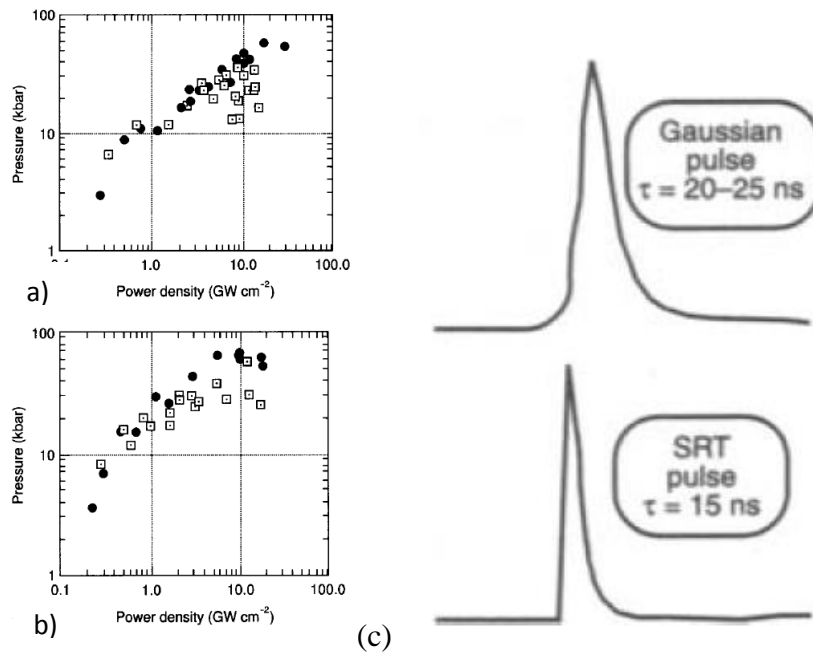 100
Pressure (kbar)
10
1
1.0
10.0
100.0
a)
Power density (GW cm⁻²)
100
Pressure (kbar)
10
1
0.1
1.0
10.0
100.0
Power density (GW cm⁻²)
b)
(c)
Gaussian
pulse
τ = 20–25 ns
SRT
pulse
τ = 15 ns